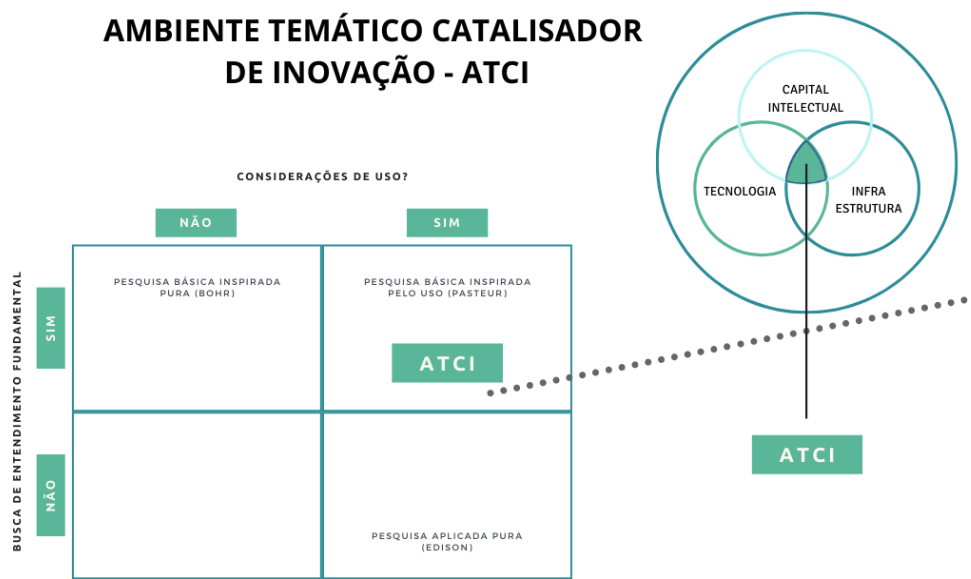 AMBIENTE TEMÁTICO CATALISADOR
DE INOVAÇÃO - ATCI
CONSIDERAÇÕES DE USO?
NÃO
SIM
BUSCA DE ENTENDIMENTO FUNDAMENTAL
SIM
NÃO
PESQUISA BÁSICA INSPIRADA
PURA (BOHR)
PESQUISA BÁSICA INSPIRADA
PELO USO (PASTEUR)
ATCI
PESQUISA APLICADA PURA
(EDISON)
CAPITAL
INTELECTUAL
TECNOLOGIA
INFRA
ESTRUTURA
ATCI